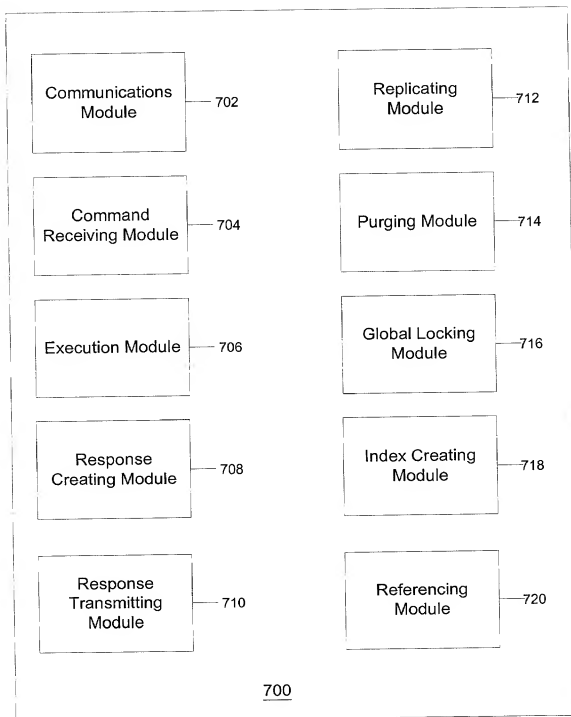 Communications
Module
702
Command
Receiving Module
704
Execution Module
706
Response
Creating Module
708
Response
Transmitting
Module
710
Replicating
Module
712
Purging Module
714
Global Locking
Module
716
Index Creating
Module
718
Referencing
Module
720
700